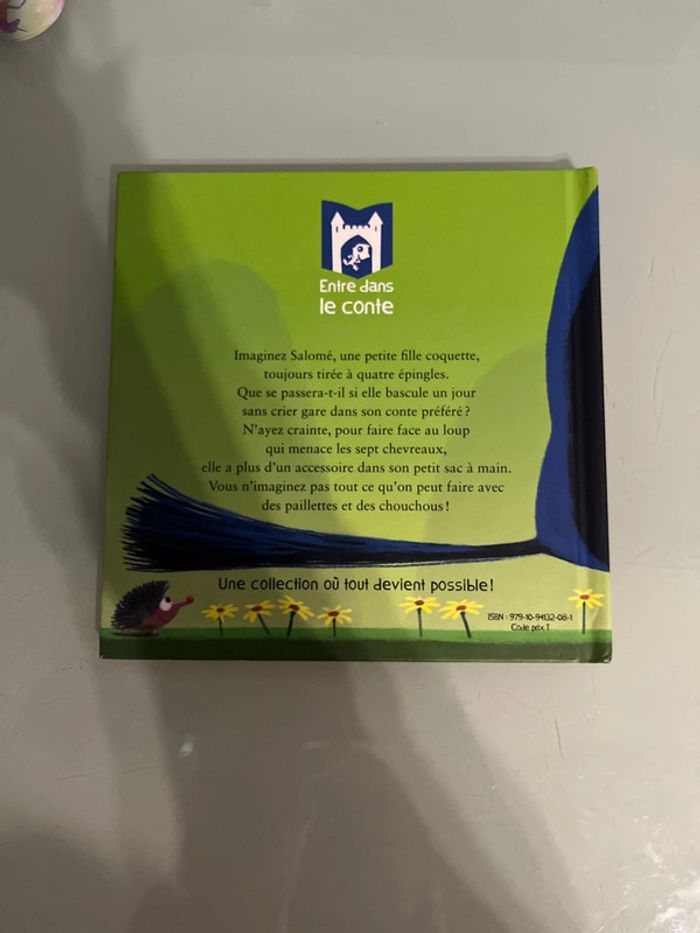 Entre dans
le conte
Imaginez Salomé, une petite fille coquette,
toujours tirée à quatre épingles.
Que se passera-t-il si elle bascule un jour
sans crier gare dans son conte préféré ?
N'ayez crainte, pour faire face au loup
qui menace les sept chevreaux,
elle a plus d'un accessoire dans son petit sac à main.
Vous n'imaginez pas tout ce qu'on peut faire avec
des paillettes et des chouchous !
Une collection où tout devient possible !
ISBN : 979-10-94132-08-1
Code prix 1